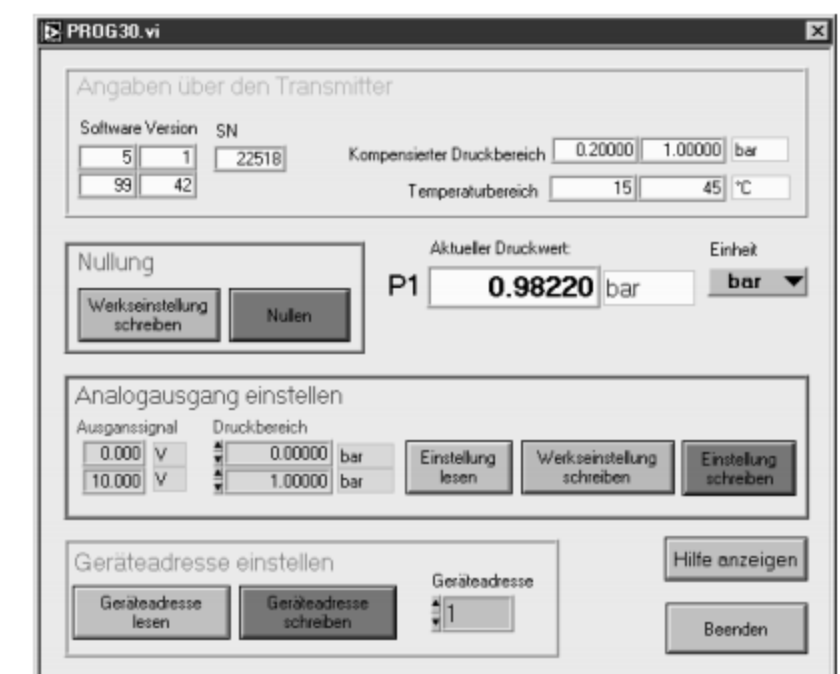 PROG30.vi
Angaben über den Transmitter
Software Version SN
5 1 22518
99 42
Kompensierter Druckbereich 0.20000 1.00000 bar
Temperaturbereich 15 45 °C
Nullung
Werkseinstellung
schreiben
Nullen
Aktueller Druckwert:
P1 0.98220 bar
Einheit
bar
Analogausgang einstellen
Ausganssignal Druckbereich
0.000 V 0.00000 bar
10.000 V 1.00000 bar
Einstellung
lesen
Werkseinstellung
schreiben
Einstellung
schreiben
Geräteadresse einstellen
Geräteadresse
lesen
Geräteadresse
schreiben
Geräteadresse
1
Hilfe anzeigen
Beenden